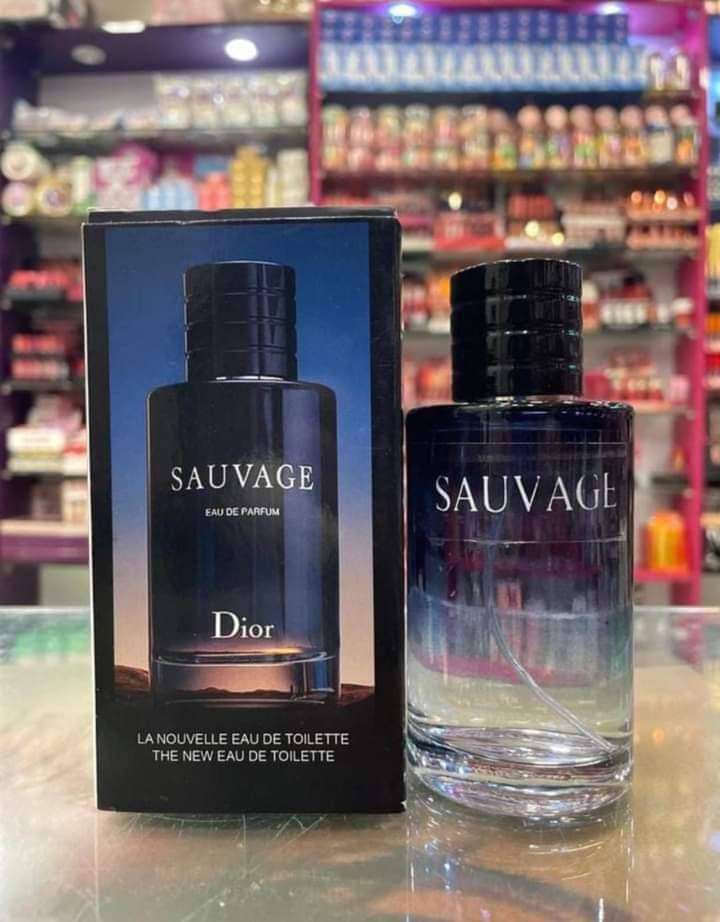 SAUVAGE
EAU DE PARFUM
Dior
LA NOUVELLE EAU DE TOILETTE
THE NEW EAU DE TOILETTE
SAUVAGE